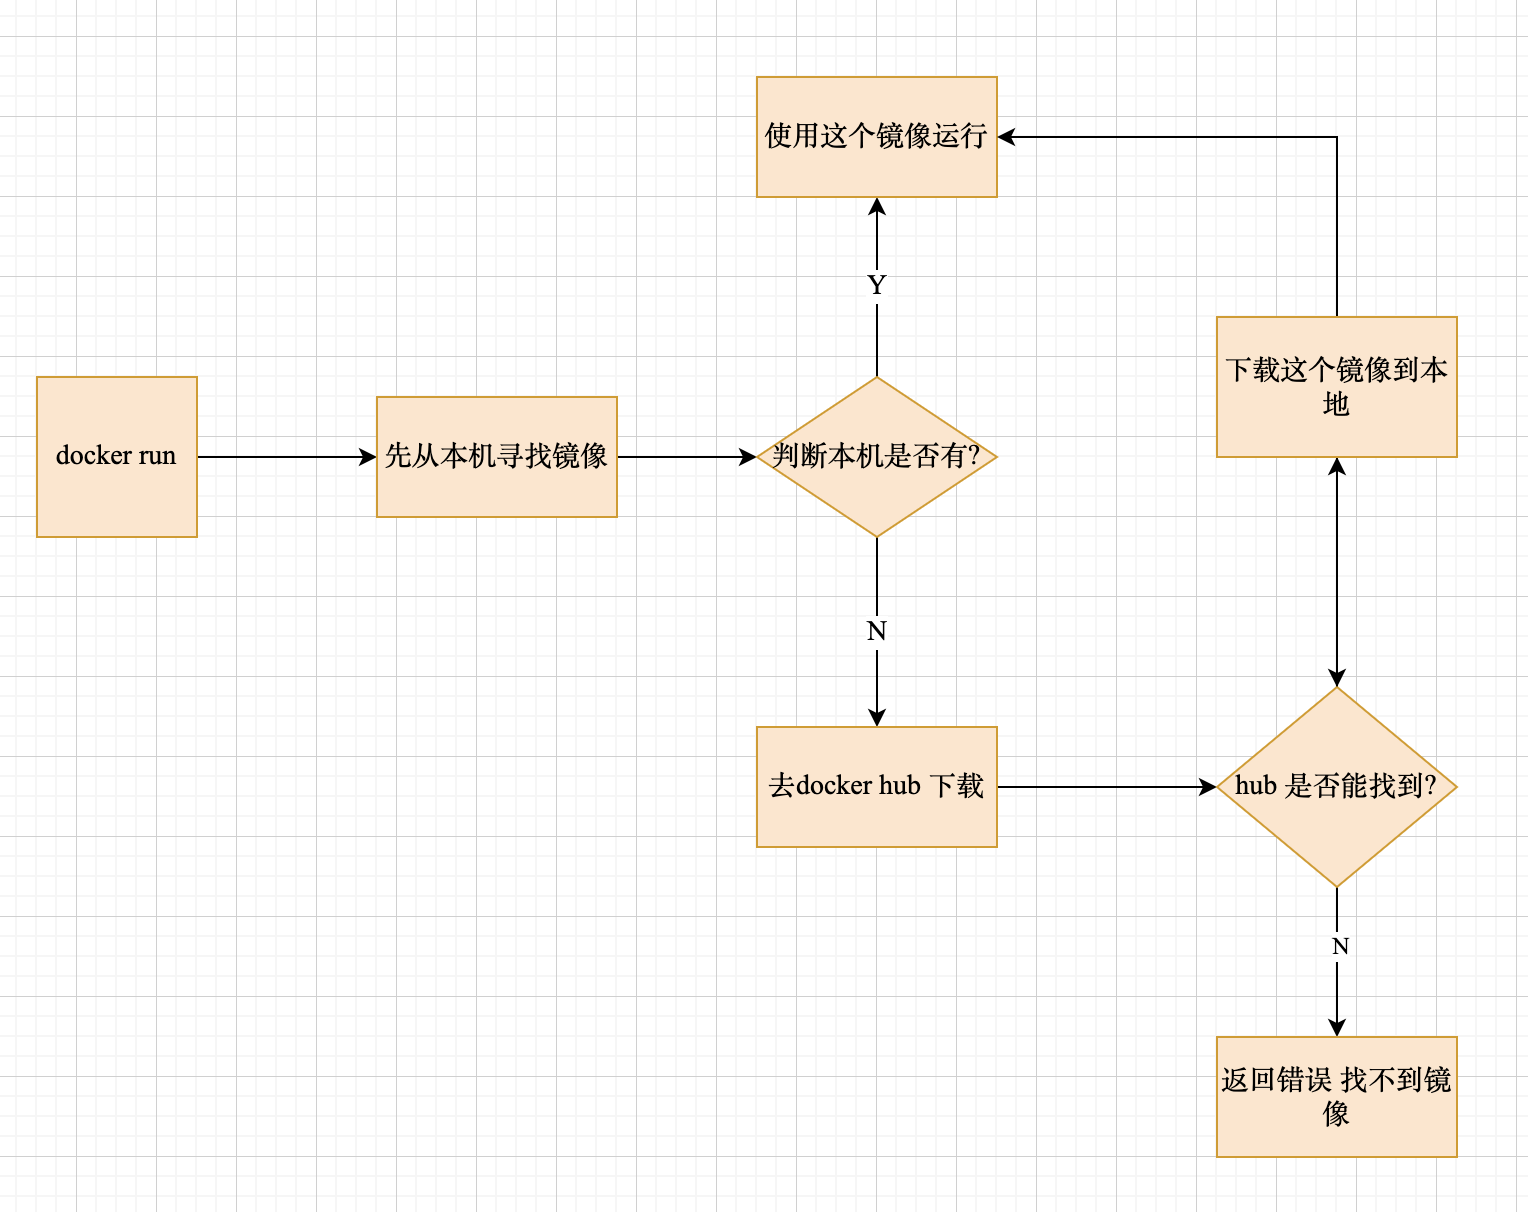 使用这个镜像运行
Y
下载这个镜像到本
地
docker run
先从本机寻找镜像
判断本机是否有?
N
去docker hub 下载
hub 是否能找到?
N
返回错误 找不到镜
像